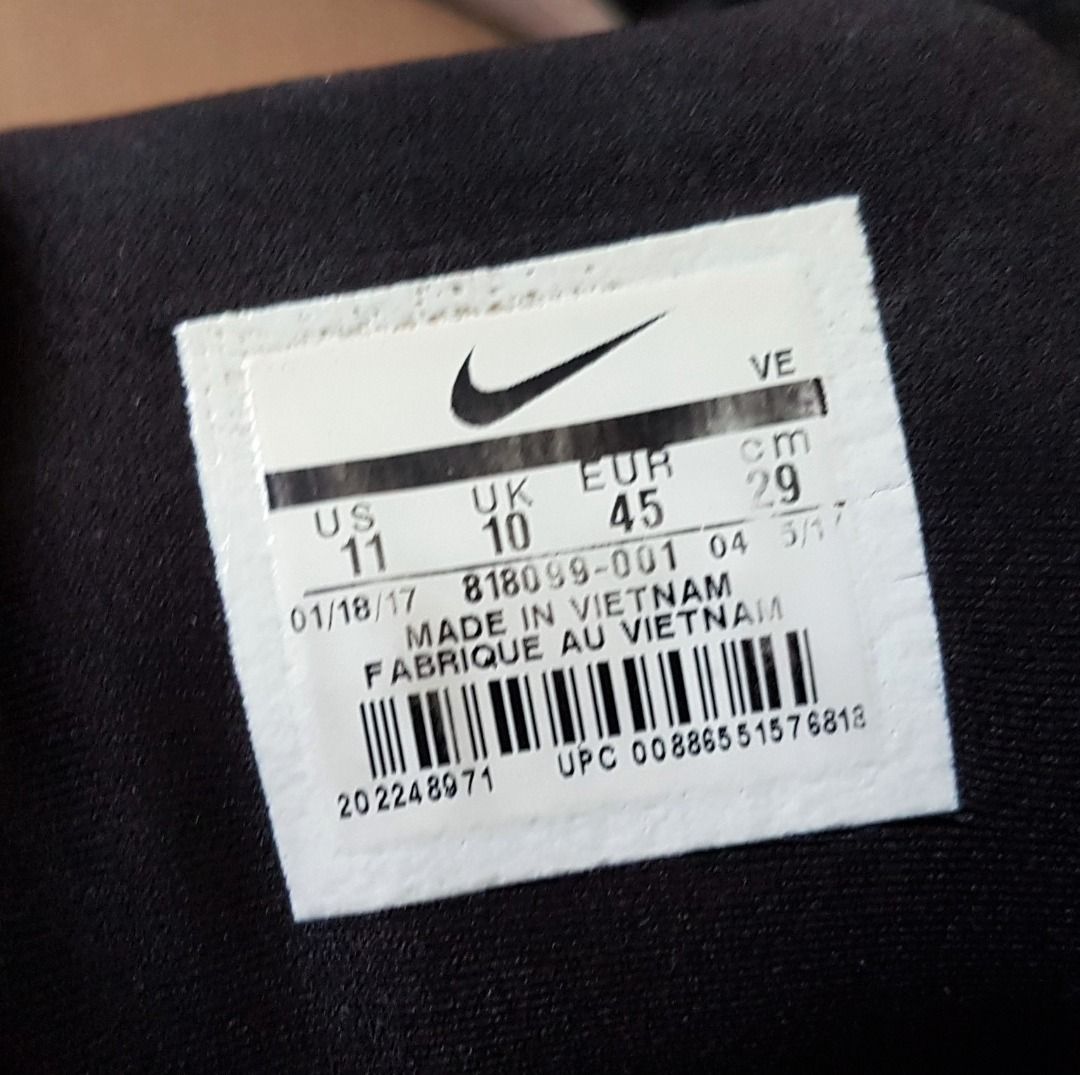 VE
US UK EUR cm
11 10 45 29
01/18/17 818099-001 04
MADE IN VIETNAM
FABRIQUE AU VIETNAM
202248971 UPC 00886551576818